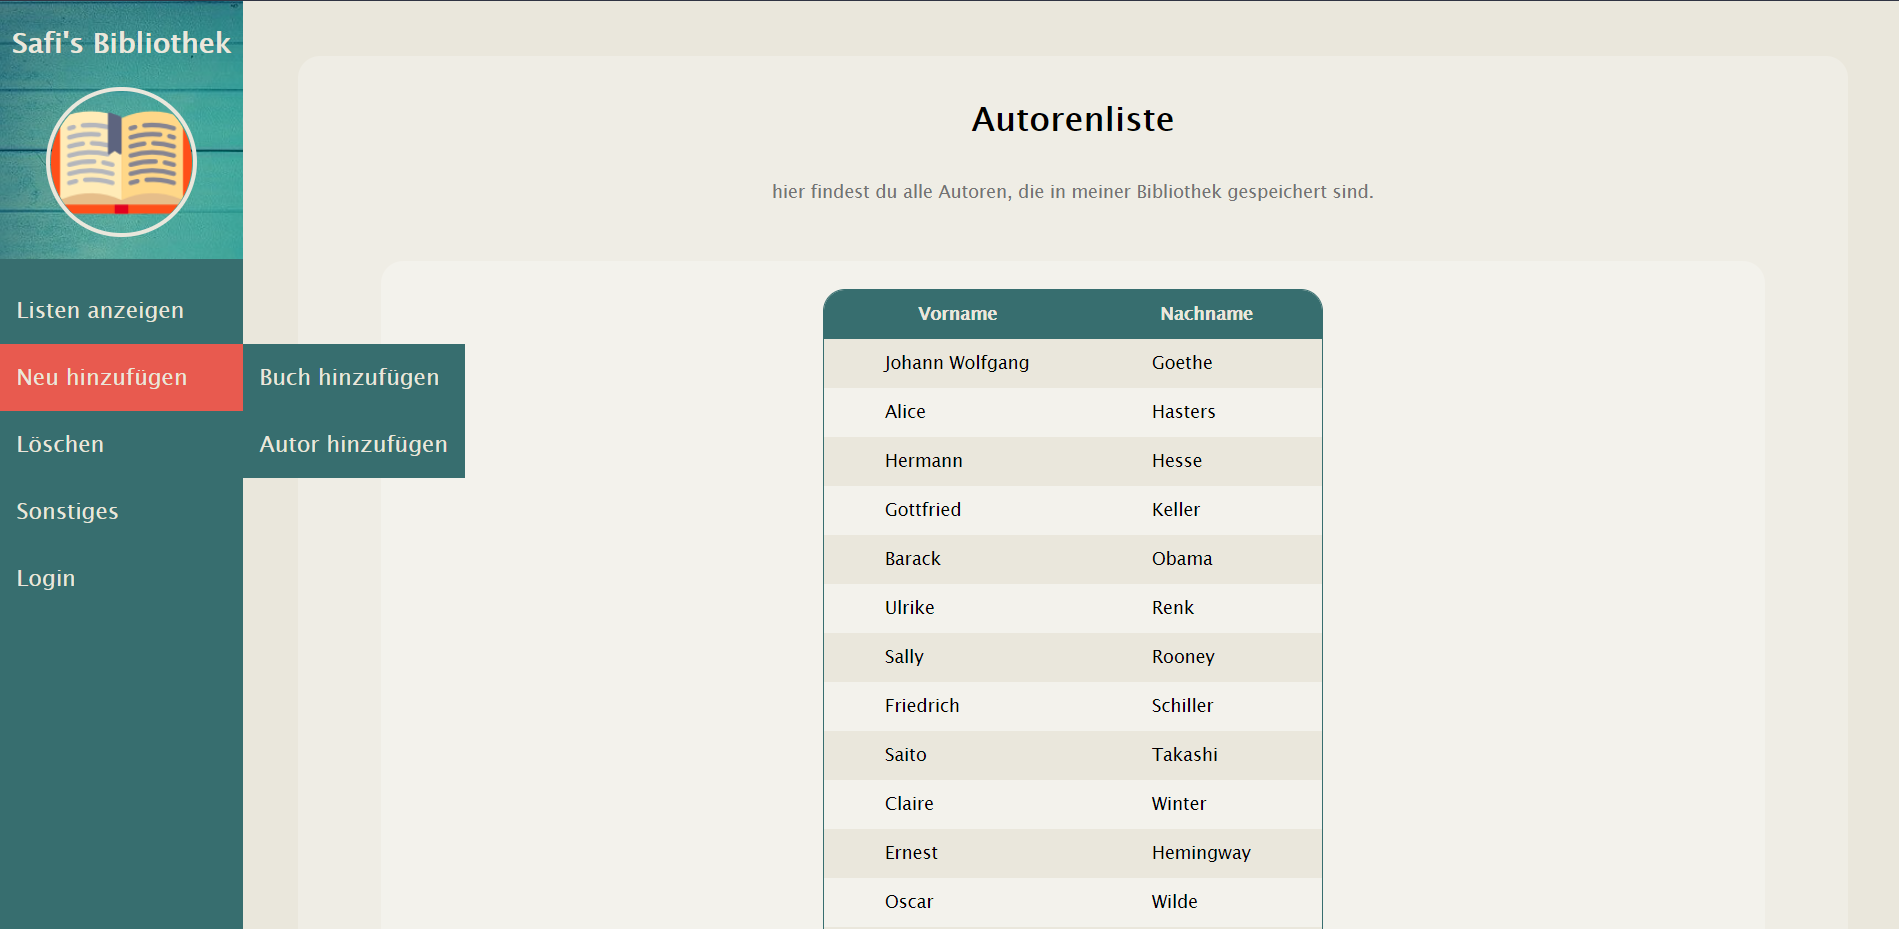 Safi's Bibliothek
Listen anzeigen
Neu hinzufügen
Buch hinzufügen
Autor hinzufügen
Löschen
Sonstiges
Login
Autorenliste
hier findest du alle Autoren, die in meiner Bibliothek gespeichert sind.
Vorname Nachname
Johann Wolfgang Goethe
Alice Hasters
Hermann Hesse
Gottfried Keller
Barack Obama
Ulrike Renk
Sally Rooney
Friedrich Schiller
Saito Takashi
Claire Winter
Ernest Hemingway
Oscar Wilde